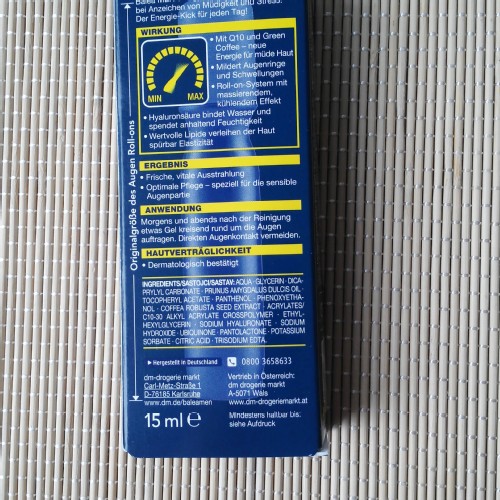 bei Anzeichen von Müdigkeit und Stress.
Der Energie-Kick für jeden Tag!
WIRKUNG
• Mit Q10 und Green
Coffee – neue
Energie für müde Haut
• Mildert Augenringe
und Schwellungen
• Roll-on-System mit
massierendem,
kühlendem Effekt
MIN MAX
• Hyaluronsäure bindet Wasser und
spendet anhaltend Feuchtigkeit
• Wertvolle Lipide verleihen der Haut
spürbar Elastizität
ERGEBNIS
• Frische, vitale Ausstrahlung
• Optimale Pflege – speziell für die sensible
Augenpartie
ANWENDUNG
Morgens und abends nach der Reinigung
etwas Gel kreisend rund um die Augen
auftragen. Direkten Augenkontakt vermeiden.
HAUTVERTRÄGLICHKEIT
• Dermatologisch bestätigt
Originalgröße des Augen Roll-ons
INGREDIENTS/SASTOJCI/SASTAV: AQUA · GLYCERIN · DICA-
PRYLYL CARBONATE · PRUNUS AMYGDALUS DULCIS OIL ·
TOCOPHERYL ACETATE · PANTHENOL · PHENOXYETHA-
NOL · COFFEA ROBUSTA SEED EXTRACT · ACRYLATES/
C10-30 ALKYL ACRYLATE CROSSPOLYMER · ETHYL-
HEXYLGLYCERIN · SODIUM HYALURONATE · SODIUM
HYDROXIDE · UBIQUINONE · PANTOLACTONE · POTASSIUM
SORBATE · CITRIC ACID · TRISODIUM EDTA.
Hergestellt in Deutschland 0800 3658633
dm-drogerie markt
Carl-Metz-Straße 1
D-76185 Karlsruhe
www.dm.de/baleamen
Vertrieb in Österreich:
dm drogerie markt
A-5071 Wals
www.dm-drogeriemarkt.at
15 ml ℮
Mindestens haltbar bis:
siehe Aufdruck